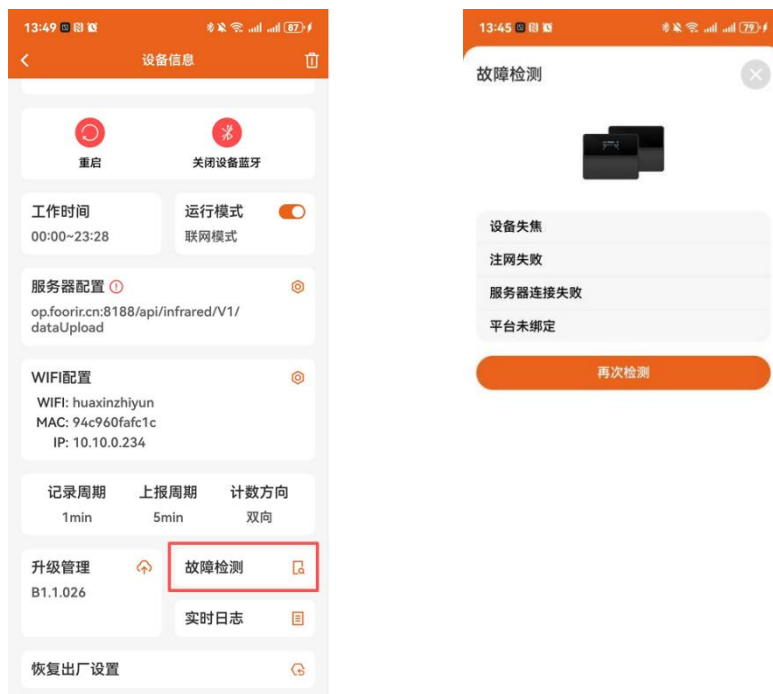 13:49
87
设备信息
重启
关闭设备蓝牙
工作时间
00:00~23:28
运行模式
联网模式
服务器配置
op.foorir.cn:8188/api/infrared/V1/
dataUpload
WIFI配置
WIFI: huaxinzhiyun
MAC: 94c960fafc1c
IP: 10.10.0.234
记录周期 上报周期 计数方向
1min 5min 双向
升级管理
B1.1.026
故障检测
实时日志
恢复出厂设置
13:45
79
故障检测
设备失焦
注网失败
服务器连接失败
平台未绑定
再次检测